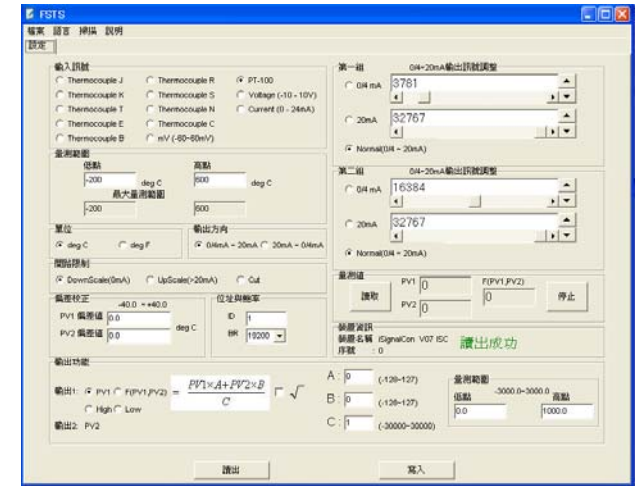 FSTS
檔案 語言 掃描 說明
設定
輸入訊號
Thermocouple J
Thermocouple R
PT-100
Thermocouple K
Thermocouple S
Voltage (-10 - 10V)
Thermocouple T
Thermocouple N
Current (0 - 24mA)
Thermocouple E
Thermocouple C
Thermocouple B
mV (-60~60mV)
量測範圍
低點
高點
-200 deg C
600 deg C
最大量測範圍
-200
600
單位
deg C
deg F
輸出方向
0/4mA - 20mA
20mA - 0/4mA
開路限制
DownScale(0mA)
UpScale(>20mA)
Cut
偏差校正
-40.0 ~ +40.0
PV1 偏差值 0.0
PV2 偏差值 0.0
deg C
位址與鮑率
ID 1
BR 19200
第一組 0/4~20mA輸出訊號調整
0/4 mA 3781
20mA 32767
Normal(0/4 ~ 20mA)
第二組 0/4~20mA輸出訊號調整
0/4 mA 16384
20mA 32767
Normal(0/4 ~ 20mA)
量測值
讀取
PV1 0
PV2 0
F(PV1,PV2)
0
停止
裝置資訊
裝置名稱 iSignalCon V07 ISC
序號 : 0
讀出成功
輸出功能
輸出1: PV1 F(PV1,PV2) = PV1×A+PV2×B / C √
High Low
輸出2: PV2
A : 0 (-128~127)
B : 0 (-128~127)
C : 1 (-30000~30000)
量測範圍
-3000.0~3000.0
低點
高點
0.0
1000.0
讀出
寫入